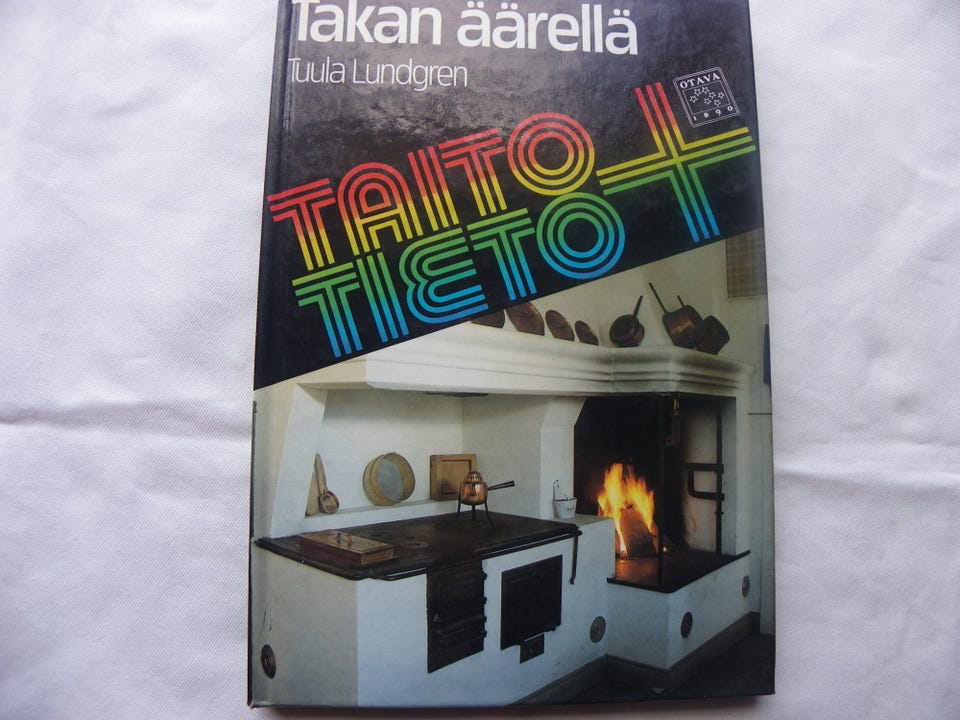 Takan äärellä
Tuula Lundgren
OTAVA
1890
TAITO
TIETO +